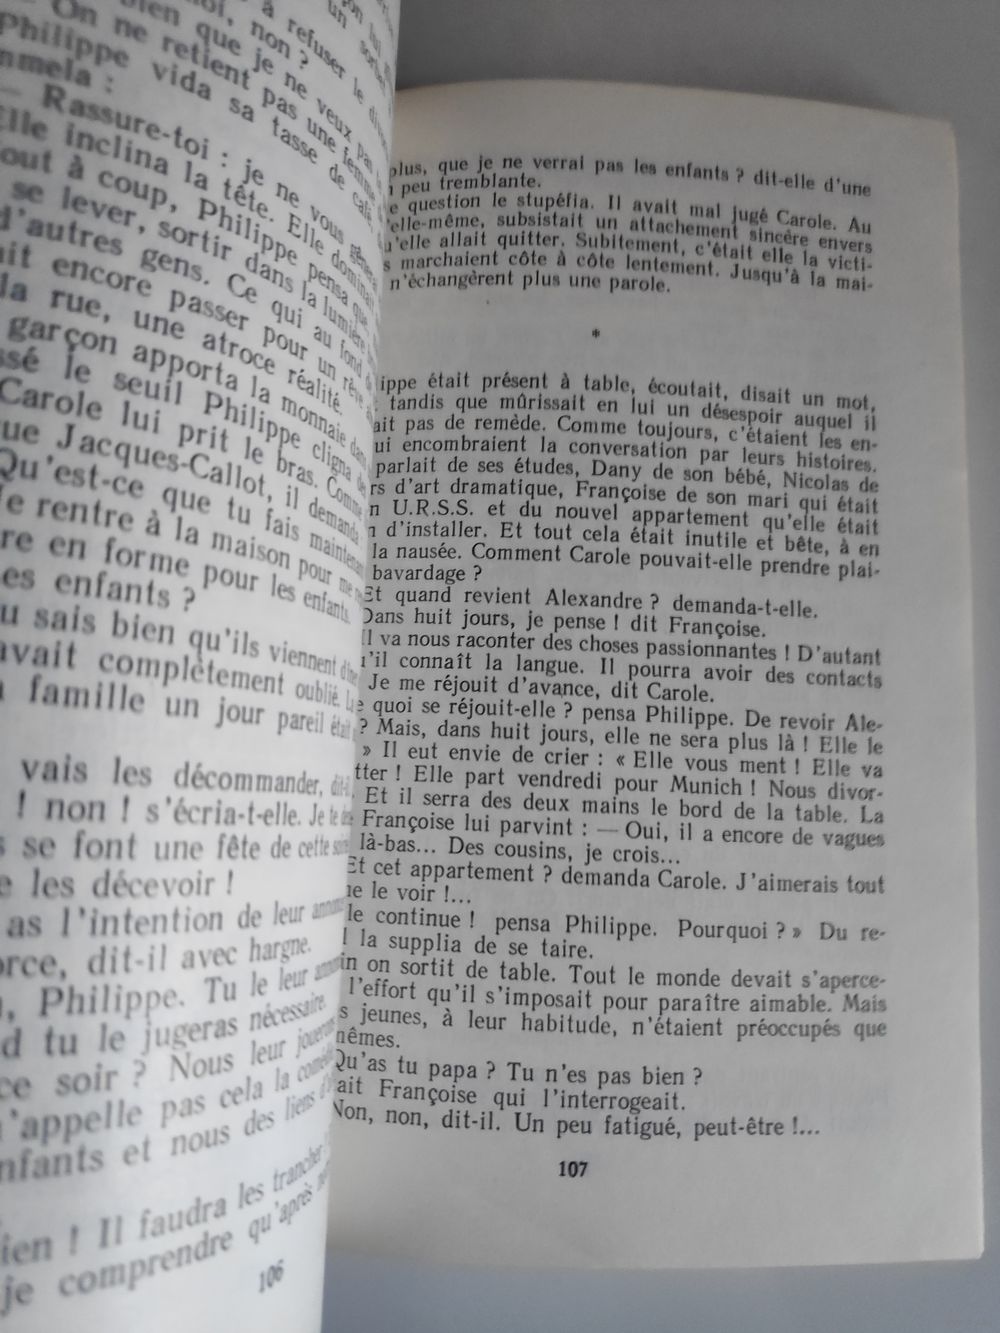 refuser le
moi, non ?
bien que je ne veux pas
On ne retient pas une femme
Philippe vida sa tasse de café.
mmela :
— Rassure-toi : je ne vous gêne
Elle inclina la tête. Elle dominait
out à coup, Philippe pensa que,
se lever, sortir dans la lumière
d'autres gens. Ce qui au fond
ait encore passer pour un rêve
la rue, une atroce réalité.
garçon apporta la monnaie dans
ssé le seuil Philippe cligna des
Carole lui prit le bras. Comme
ue Jacques-Callot, il demanda
Qu'est-ce que tu fais maintenant
Je rentre à la maison pour me
re en forme pour les enfants.
es enfants ?
u sais bien qu'ils viennent dîne
avait complètement oublié.
a famille un jour pareil était
vais les décommander, dit-il.
! non ! s'écria-t-elle. Je te
s se font une fête de cette
e les décevoir !
as l'intention de leur
orce, dit-il avec hargne.
, Philippe. Tu le leur
d tu le jugeras nécessaire.
ce soir ? Nous leur jouerons
'appelle pas cela la comédie
nfants et nous des liens
ien ! Il faudra les trancher
je comprendre qu'après
106
plus, que je ne verrai pas les enfants ? dit-elle d'une
peu tremblante.
e question le stupéfia. Il avait mal jugé Carole. Au
'elle-même, subsistait un attachement sincère envers
u'elle allait quitter. Subitement, c'était elle la victi-
s marchaient côte à côte lentement. Jusqu'à la mai-
n'échangèrent plus une parole.
*
ippe était présent à table, écoutait, disait un mot,
tandis que mûrissait en lui un désespoir auquel il
ait pas de remède. Comme toujours, c'étaient les en-
ui encombraient la conversation par leurs histoires.
parlait de ses études, Dany de son bébé, Nicolas de
rs d'art dramatique, Françoise de son mari qui était
n U.R.S.S. et du nouvel appartement qu'elle était
n d'installer. Et tout cela était inutile et bête, à en
la nausée. Comment Carole pouvait-elle prendre plai-
bavardage ?
Et quand revient Alexandre ? demanda-t-elle.
Dans huit jours, je pense ! dit Françoise.
Il va nous raconter des choses passionnantes ! D'autant
u'il connaît la langue. Il pourra avoir des contacts
Je me réjouit d'avance, dit Carole.
e quoi se réjouit-elle ? pensa Philippe. De revoir Ale-
? Mais, dans huit jours, elle ne sera plus là ! Elle le
» Il eut envie de crier : « Elle vous ment ! Elle va
tter ! Elle part vendredi pour Munich ! Nous divor-
Et il serra des deux mains le bord de la table. La
Françoise lui parvint : — Oui, il a encore de vagues
là-bas... Des cousins, je crois...
Et cet appartement ? demanda Carole. J'aimerais tout
ne le voir !...
le continue ! pensa Philippe. Pourquoi ? » Du re-
l la supplia de se taire.
in on sortit de table. Tout le monde devait s'aperce-
l'effort qu'il s'imposait pour paraître aimable. Mais
s jeunes, à leur habitude, n'étaient préoccupés que
mêmes.
Qu'as tu papa ? Tu n'es pas bien ?
ait Françoise qui l'interrogeait.
Non, non, dit-il. Un peu fatigué, peut-être !...
107